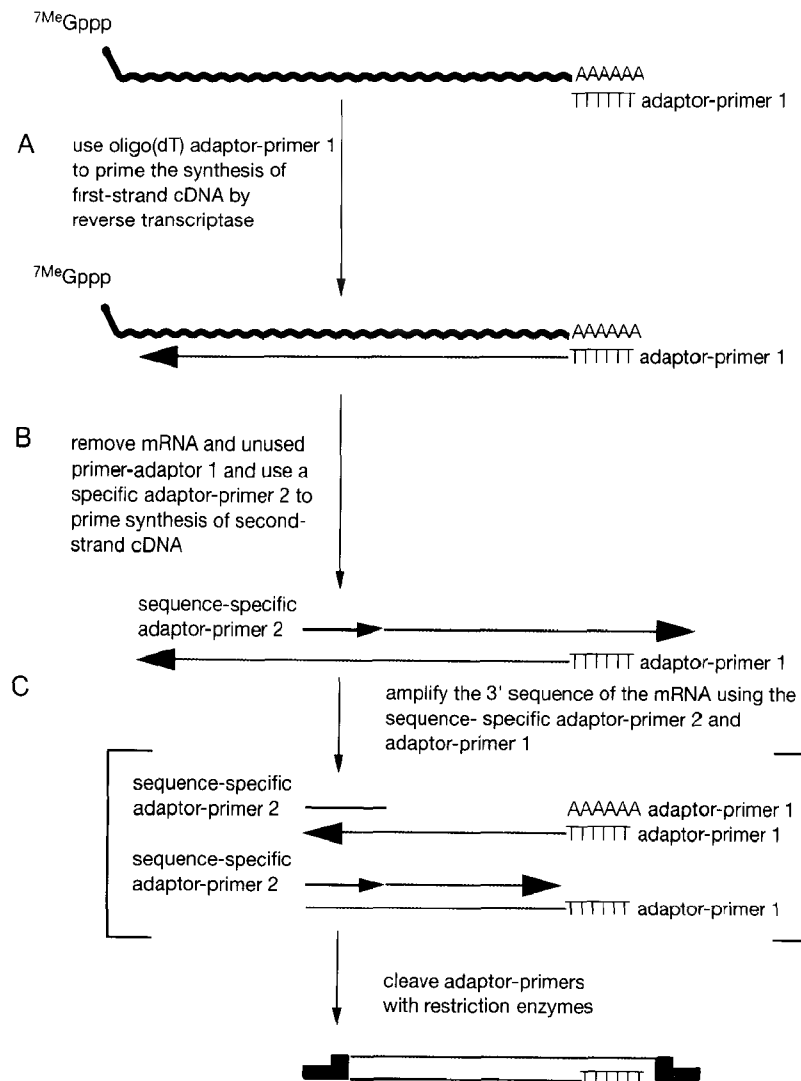 7MeGppp
AAAAAA
TTTTTT adaptor-primer 1
A
use oligo(dT) adaptor-primer 1
to prime the synthesis of
first-strand cDNA by
reverse transcriptase
7MeGppp
AAAAAA
TTTTTT adaptor-primer 1
B
remove mRNA and unused
primer-adaptor 1 and use a
specific adaptor-primer 2 to
prime synthesis of second-
strand cDNA
sequence-specific
adaptor-primer 2
TTTTTT adaptor-primer 1
C
amplify the 3' sequence of the mRNA using the
sequence- specific adaptor-primer 2 and
adaptor-primer 1
sequence-specific
adaptor-primer 2
AAAAAA adaptor-primer 1
TTTTTT adaptor-primer 1
sequence-specific
adaptor-primer 2
TTTTTT adaptor-primer 1
cleave adaptor-primers
with restriction enzymes
TTTTTT